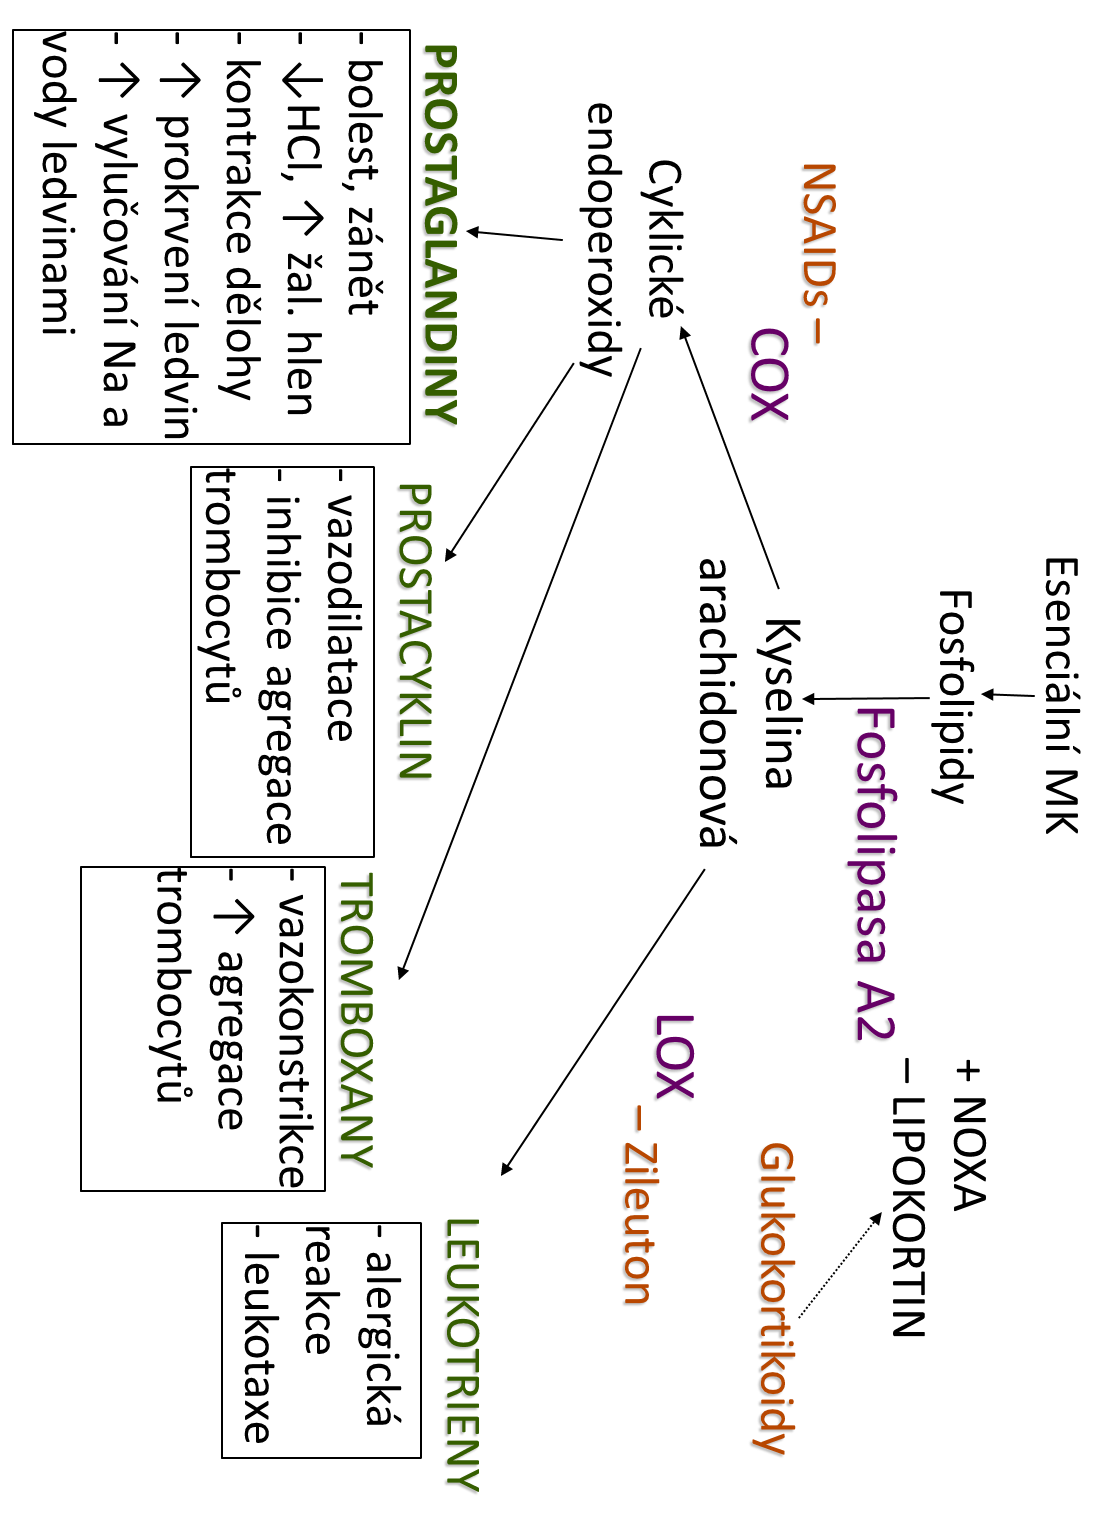 Esenciální MK
Fosfolipidy
+ NOXA
– LIPOKORTIN
Fosfolipasa A2
NSAIDs –
COX
Kyselina
arachidonová
Glukokortikoidy
LOX
– Zileuton
Cyklické
endoperoxidy
PROSTAGLANDINY
- bolest, zánět
- ↓HCl, ↑ žal. hlen
- kontrakce dělohy
- ↑ prokrvení ledvin
- ↑ vylučování Na a
vody ledvinami
PROSTACYKLIN
- vazodilatace
- inhibice agregace
trombocytů
TROMBOXANY
- vazokonstrikce
- ↑ agregace
trombocytů
LEUKOTRIENY
- alergická
reakce
- leukotaxe